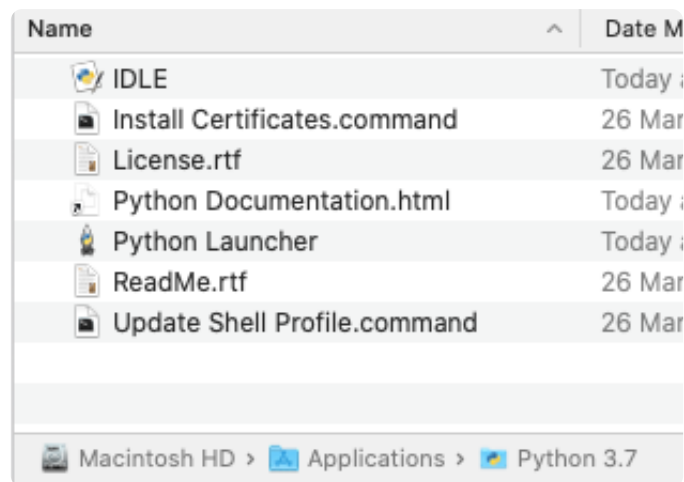 Name Date M
IDLE Today
Install Certificates.command 26 Mar
License.rtf 26 Mar
Python Documentation.html Today
Python Launcher Today
ReadMe.rtf 26 Mar
Update Shell Profile.command 26 Mar
Macintosh HD › Applications › Python 3.7